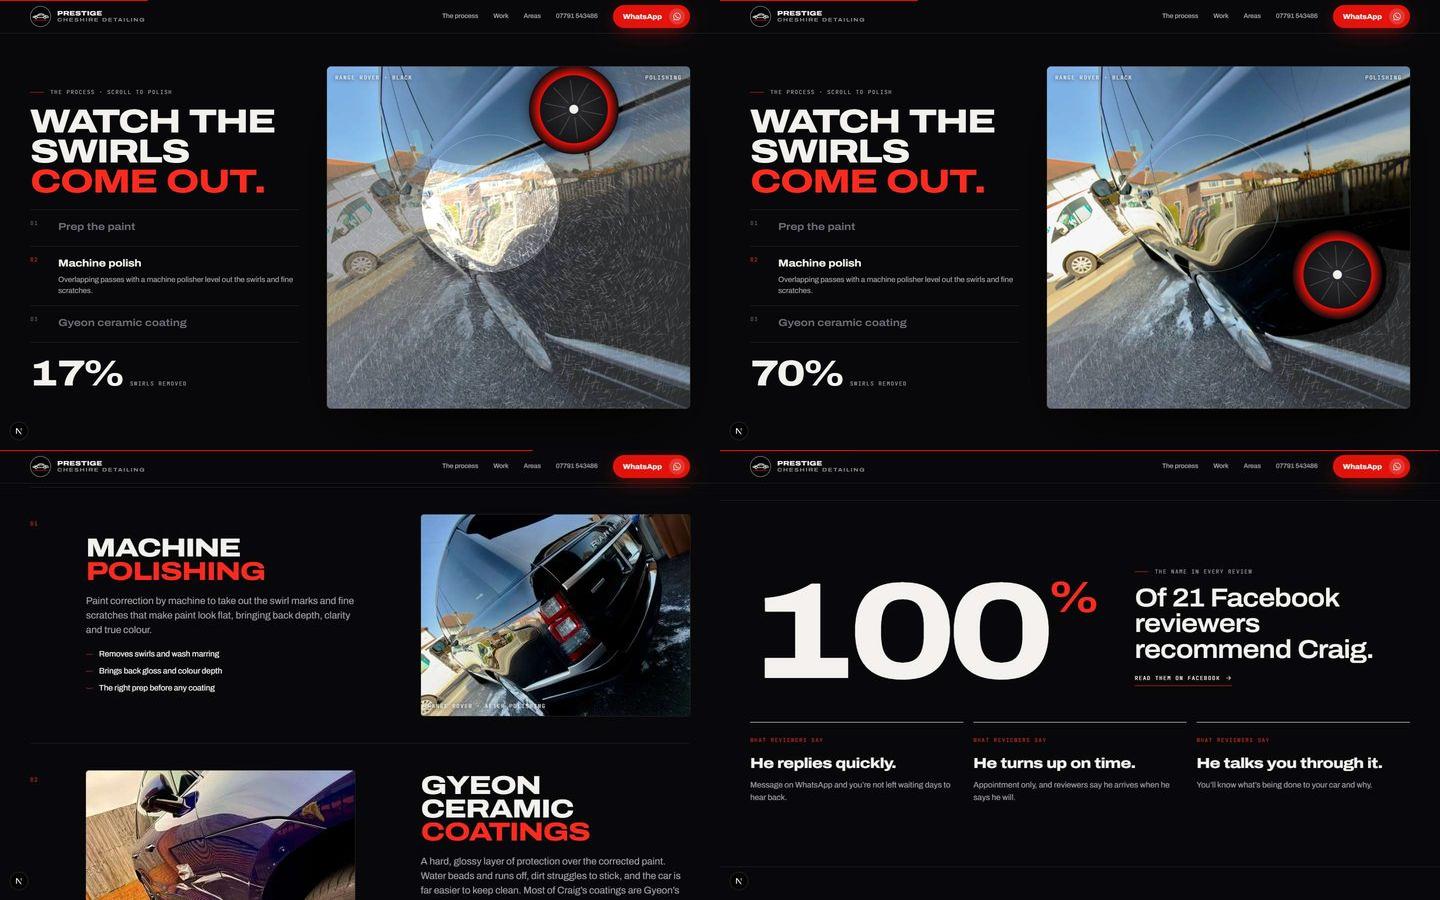 PRESTIGE
CHESHIRE DETAILING
The process
Work
Areas
07791 543486
WhatsApp
THE PROCESS · SCROLL TO POLISH
WATCH THE
SWIRLS
COME OUT.
01
Prep the paint
02
Machine polish
Overlapping passes with a machine polisher level out the swirls and fine
scratches.
03
Gyeon ceramic coating
17%
SWIRLS REMOVED
RANGE ROVER · BLACK
POLISHING
N
PRESTIGE
CHESHIRE DETAILING
The process
Work
Areas
07791 543486
WhatsApp
THE PROCESS · SCROLL TO POLISH
WATCH THE
SWIRLS
COME OUT.
01
Prep the paint
02
Machine polish
Overlapping passes with a machine polisher level out the swirls and fine
scratches.
03
Gyeon ceramic coating
70%
SWIRLS REMOVED
RANGE ROVER · BLACK
POLISHING
N
PRESTIGE
CHESHIRE DETAILING
The process
Work
Areas
07791 543486
WhatsApp
01
MACHINE
POLISHING
Paint correction by machine to take out the swirl marks and fine
scratches that make paint look flat, bringing back depth, clarity
and true colour.
Removes swirls and wash marring
Brings back gloss and colour depth
The right prep before any coating
RANGE ROVER · AFTER POLISHING
02
GYEON
CERAMIC
COATINGS
A hard, glossy layer of protection over the corrected paint.
Water beads and runs off, dirt struggles to stick, and the car is
far easier to keep clean. Most of Craig's coatings are Gyeon's
N
PRESTIGE
CHESHIRE DETAILING
The process
Work
Areas
07791 543486
WhatsApp
100%
THE NAME IN EVERY REVIEW
Of 21 Facebook
reviewers
recommend Craig.
READ THEM ON FACEBOOK →
WHAT REVIEWERS SAY
He replies quickly.
Message on WhatsApp and you're not left waiting days to
hear back.
WHAT REVIEWERS SAY
He turns up on time.
Appointment only, and reviewers say he arrives when he
says he will.
WHAT REVIEWERS SAY
He talks you through it.
You'll know what's being done to your car and why.
N